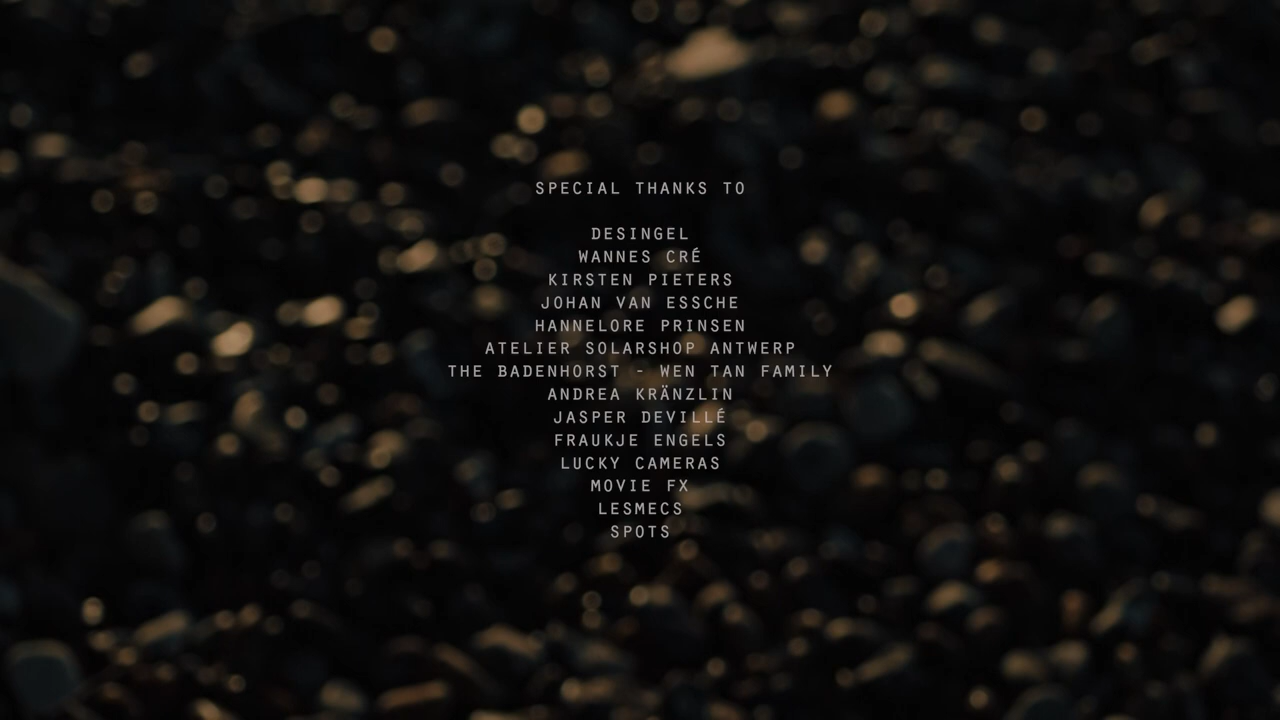 SPECIAL THANKS TO
DESINGEL
WANNES CRÉ
KIRSTEN PIETERS
JOHAN VAN ESSCHE
HANNELORE PRINSEN
ATELIER SOLARSHOP ANTWERP
THE BADENHORST - WEN TAN FAMILY
ANDREA KRÄNZLIN
JASPER DEVILLÉ
FRAUKJE ENGELS
LUCKY CAMERAS
MOVIE FX
LESMECS
SPOTS